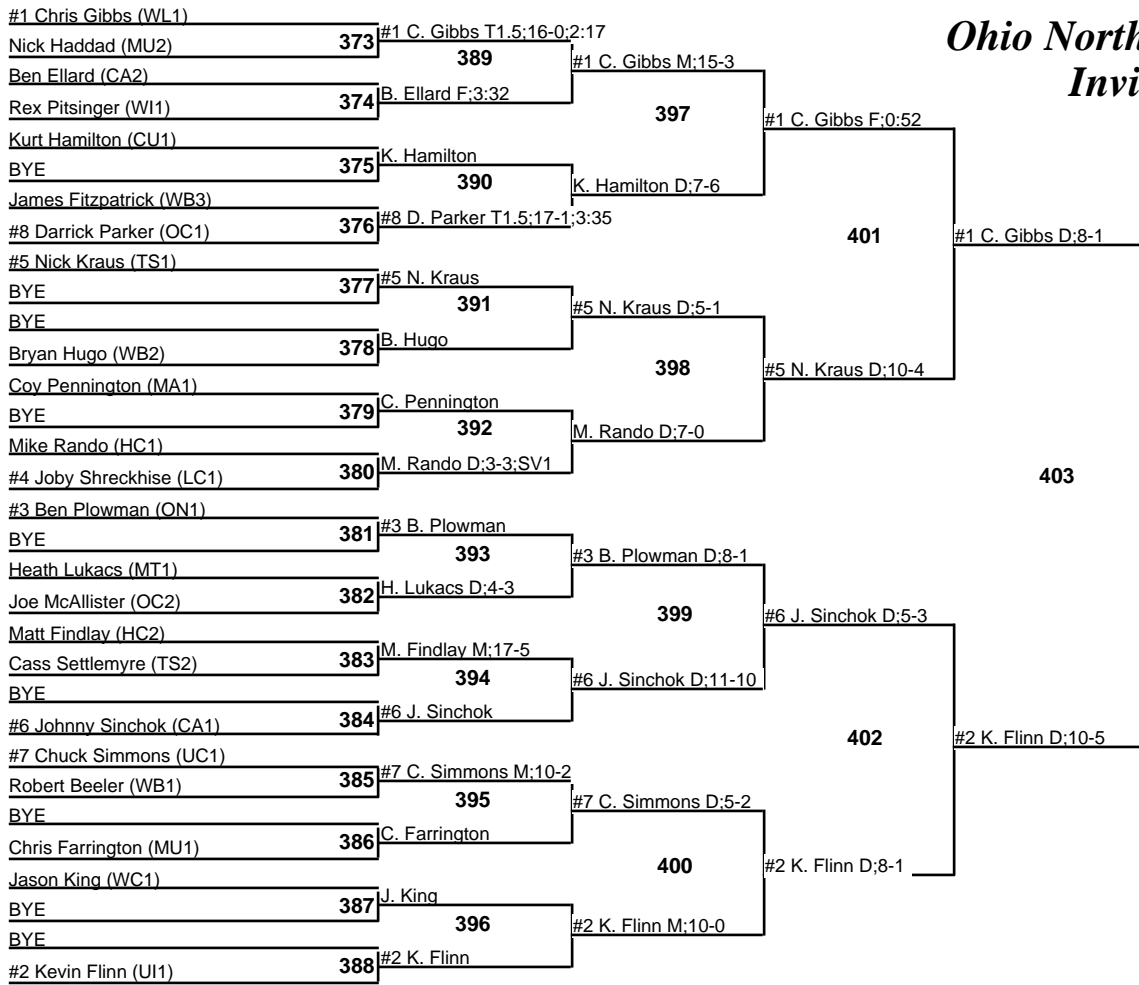 Ohio North
Invi
#1 Chris Gibbs (WL1)
Nick Haddad (MU2)
Ben Ellard (CA2)
Rex Pitsinger (WI1)
Kurt Hamilton (CU1)
BYE
James Fitzpatrick (WB3)
#8 Darrick Parker (OC1)
#5 Nick Kraus (TS1)
BYE
BYE
Bryan Hugo (WB2)
Coy Pennington (MA1)
BYE
Mike Rando (HC1)
#4 Joby Shreckhise (LC1)
#3 Ben Plowman (ON1)
BYE
Heath Lukacs (MT1)
Joe McAllister (OC2)
Matt Findlay (HC2)
Cass Settlemyre (TS2)
BYE
#6 Johnny Sinchok (CA1)
#7 Chuck Simmons (UC1)
Robert Beeler (WB1)
BYE
Chris Farrington (MU1)
Jason King (WC1)
BYE
BYE
#2 Kevin Flinn (UI1)
373
374
375
376
377
378
379
380
381
382
383
384
385
386
387
388
#1 C. Gibbs T1.5;16-0;2:17
B. Ellard F;3:32
K. Hamilton
#8 D. Parker T1.5;17-1;3:35
#5 N. Kraus
B. Hugo
C. Pennington
M. Rando D;3-3;SV1
#3 B. Plowman
H. Lukacs D;4-3
M. Findlay M;17-5
#6 J. Sinchok
#7 C. Simmons M;10-2
C. Farrington
J. King
#2 K. Flinn
389
390
391
392
393
394
395
396
#1 C. Gibbs M;15-3
K. Hamilton D;7-6
#5 N. Kraus D;5-1
M. Rando D;7-0
#3 B. Plowman D;8-1
#6 J. Sinchok D;11-10
#7 C. Simmons D;5-2
#2 K. Flinn M;10-0
397
398
399
400
#1 C. Gibbs F;0:52
#5 N. Kraus D;10-4
#6 J. Sinchok D;5-3
#2 K. Flinn D;8-1
401
402
#1 C. Gibbs D;8-1
#2 K. Flinn D;10-5
403